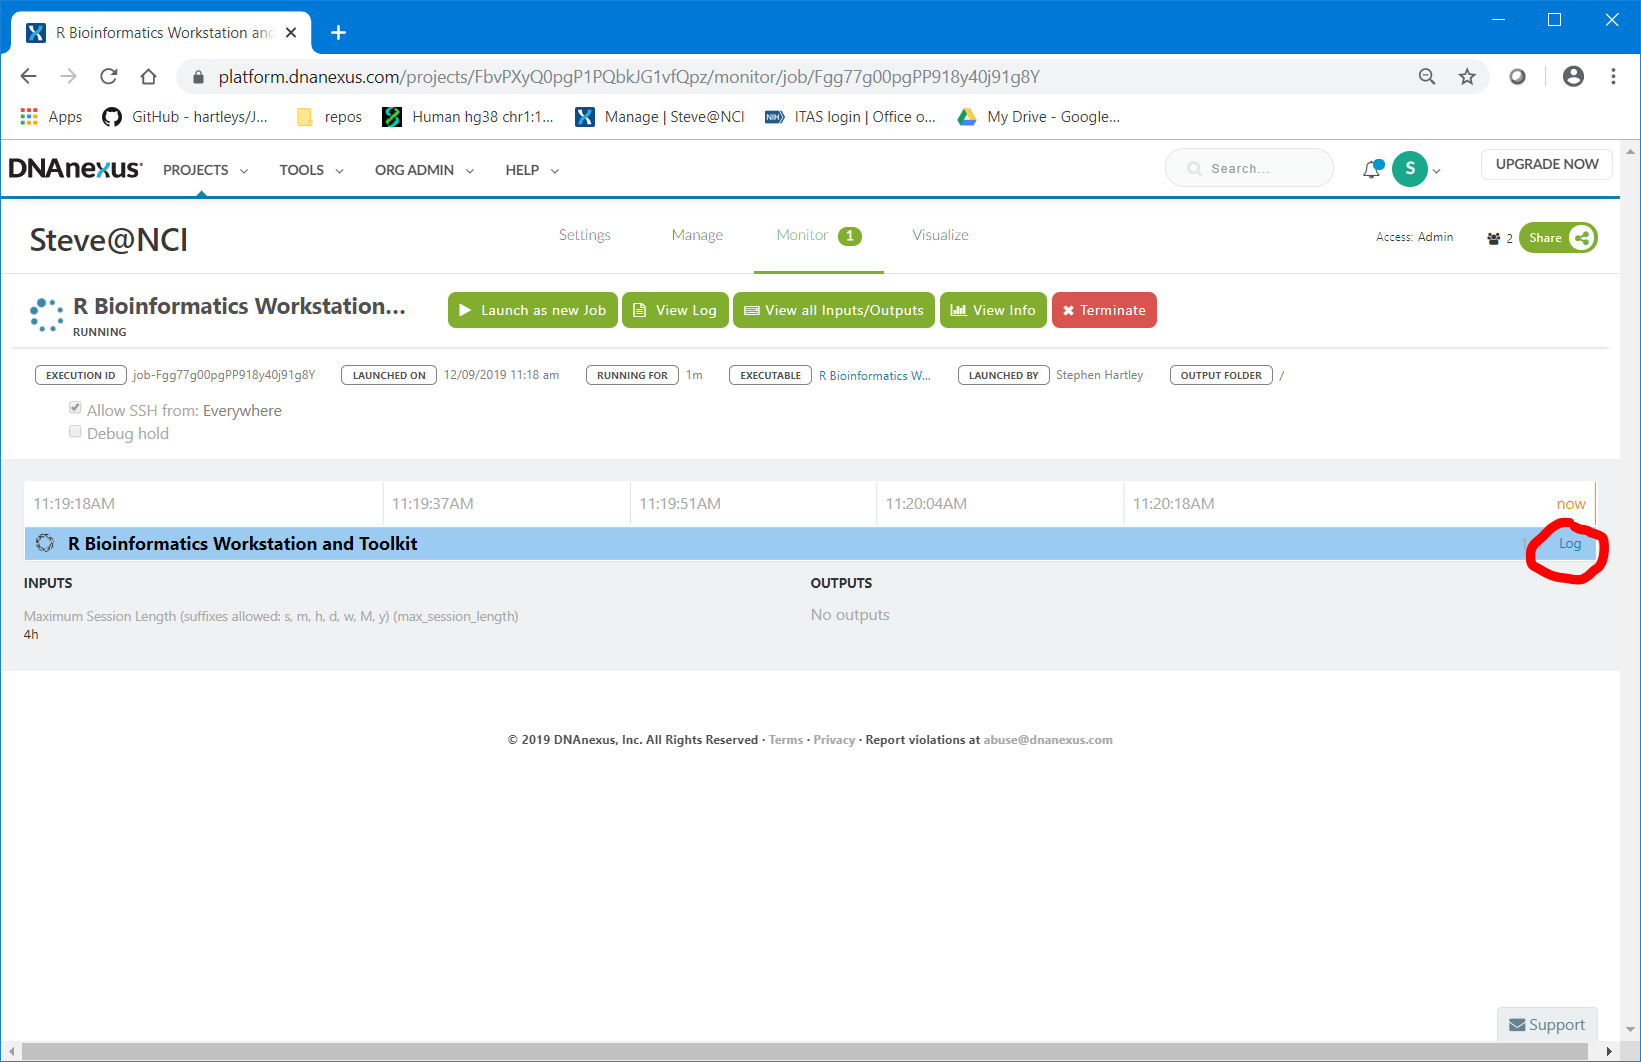 R Bioinformatics Workstation and
platform.dnanexus.com/projects/FbvPXyQ0pgP1PQbkJG1vfQpz/monitor/job/Fgg77g00pgPP918y40j91g8Y
Apps GitHub - hartleys/J... repos Human hg38 chr1:1... Manage | Steve@NCI NIH ITAS login | Office o... My Drive - Google...
DNAnexus PROJECTS TOOLS ORG ADMIN HELP Search... S UPGRADE NOW
Steve@NCI Settings Manage Monitor 1 Visualize Access: Admin 2 Share
R Bioinformatics Workstation... Launch as new Job View Log View all Inputs/Outputs View Info Terminate
RUNNING
EXECUTION ID job-Fgg77g00pgPP918y40j91g8Y LAUNCHED ON 12/09/2019 11:18 am RUNNING FOR 1m EXECUTABLE R Bioinformatics W... LAUNCHED BY Stephen Hartley OUTPUT FOLDER /
Allow SSH from: Everywhere
Debug hold
11:19:18AM 11:19:37AM 11:19:51AM 11:20:04AM 11:20:18AM now
R Bioinformatics Workstation and Toolkit Log
INPUTS OUTPUTS
Maximum Session Length (suffixes allowed: s, m, h, d, w, M, y) (max_session_length) No outputs
4h
© 2019 DNAnexus, Inc. All Rights Reserved · Terms · Privacy · Report violations at abuse@dnanexus.com
Support